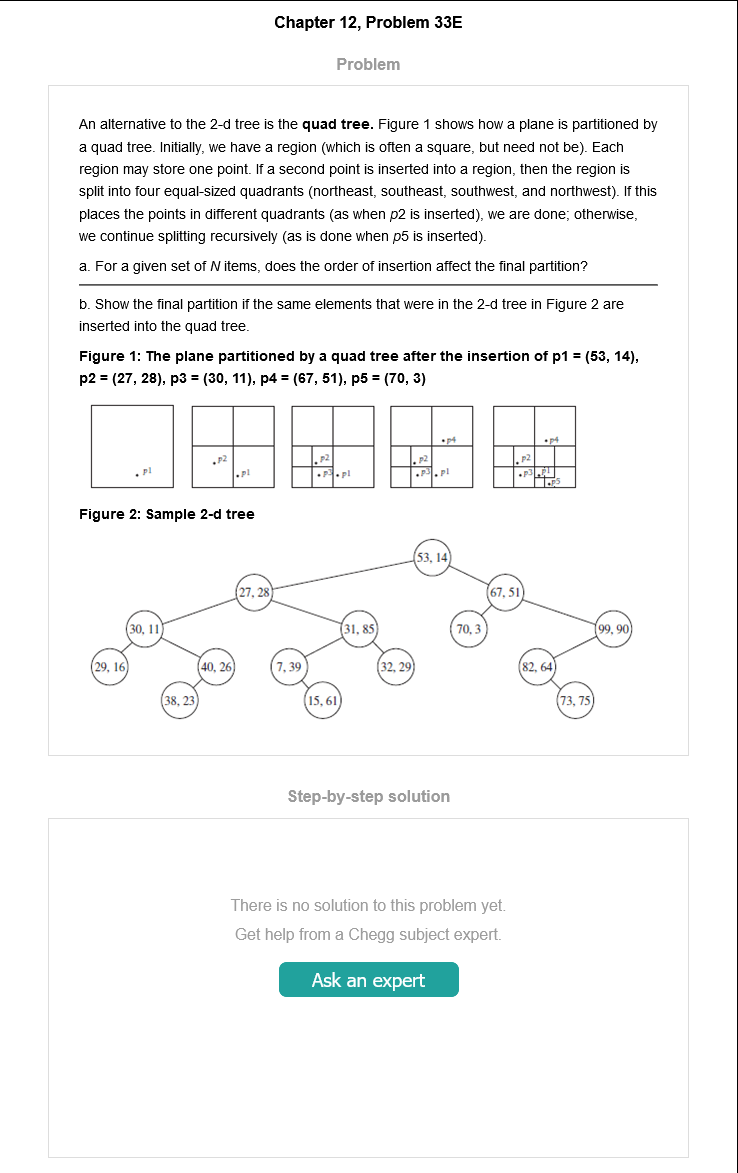 Chapter 12, Problem 33E
Problem
An alternative to the 2-d tree is the quad tree. Figure 1 shows how a plane is partitioned by
a quad tree. Initially, we have a region (which is often a square, but need not be). Each
region may store one point. If a second point is inserted into a region, then the region is
split into four equal-sized quadrants (northeast, southeast, southwest, and northwest). If this
places the points in different quadrants (as when p2 is inserted), we are done; otherwise,
we continue splitting recursively (as is done when p5 is inserted).
a. For a given set of N items, does the order of insertion affect the final partition?
b. Show the final partition if the same elements that were in the 2-d tree in Figure 2 are
inserted into the quad tree.
Figure 1: The plane partitioned by a quad tree after the insertion of p1 = (53, 14),
p2 = (27, 28), p3 = (30, 11), p4 = (67, 51), p5 = (70, 3)
p1
p2
p1
p2
p3
p1
p4
p2
p3
p1
p4
p2
p3
p1
p5
Figure 2: Sample 2-d tree
53, 14
27, 28
67, 51
30, 11
31, 85
70, 3
99, 90
29, 16
40, 26
7, 39
32, 29
82, 64
38, 23
15, 61
73, 75
Step-by-step solution
There is no solution to this problem yet.
Get help from a Chegg subject expert.
Ask an expert